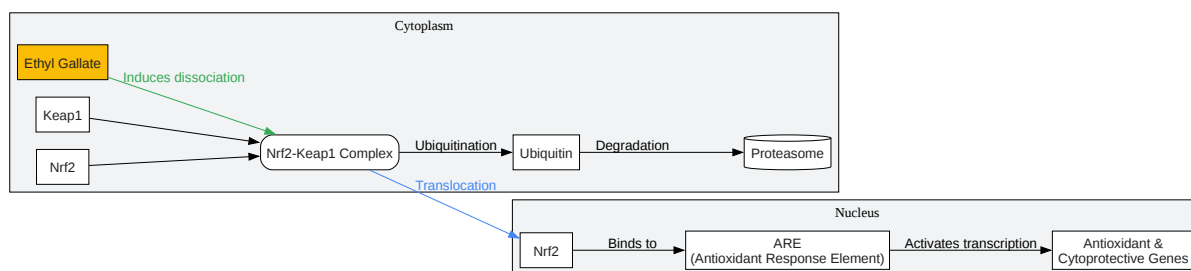 Cytoplasm
Ethyl Gallate
Induces dissociation
Keap1
Nrf2
Nrf2-Keap1 Complex
Ubiquitination
Ubiquitin
Degradation
Proteasome
Translocation
Nucleus
Nrf2
Binds to
ARE
(Antioxidant Response Element)
Activates transcription
Antioxidant &
Cytoprotective Genes